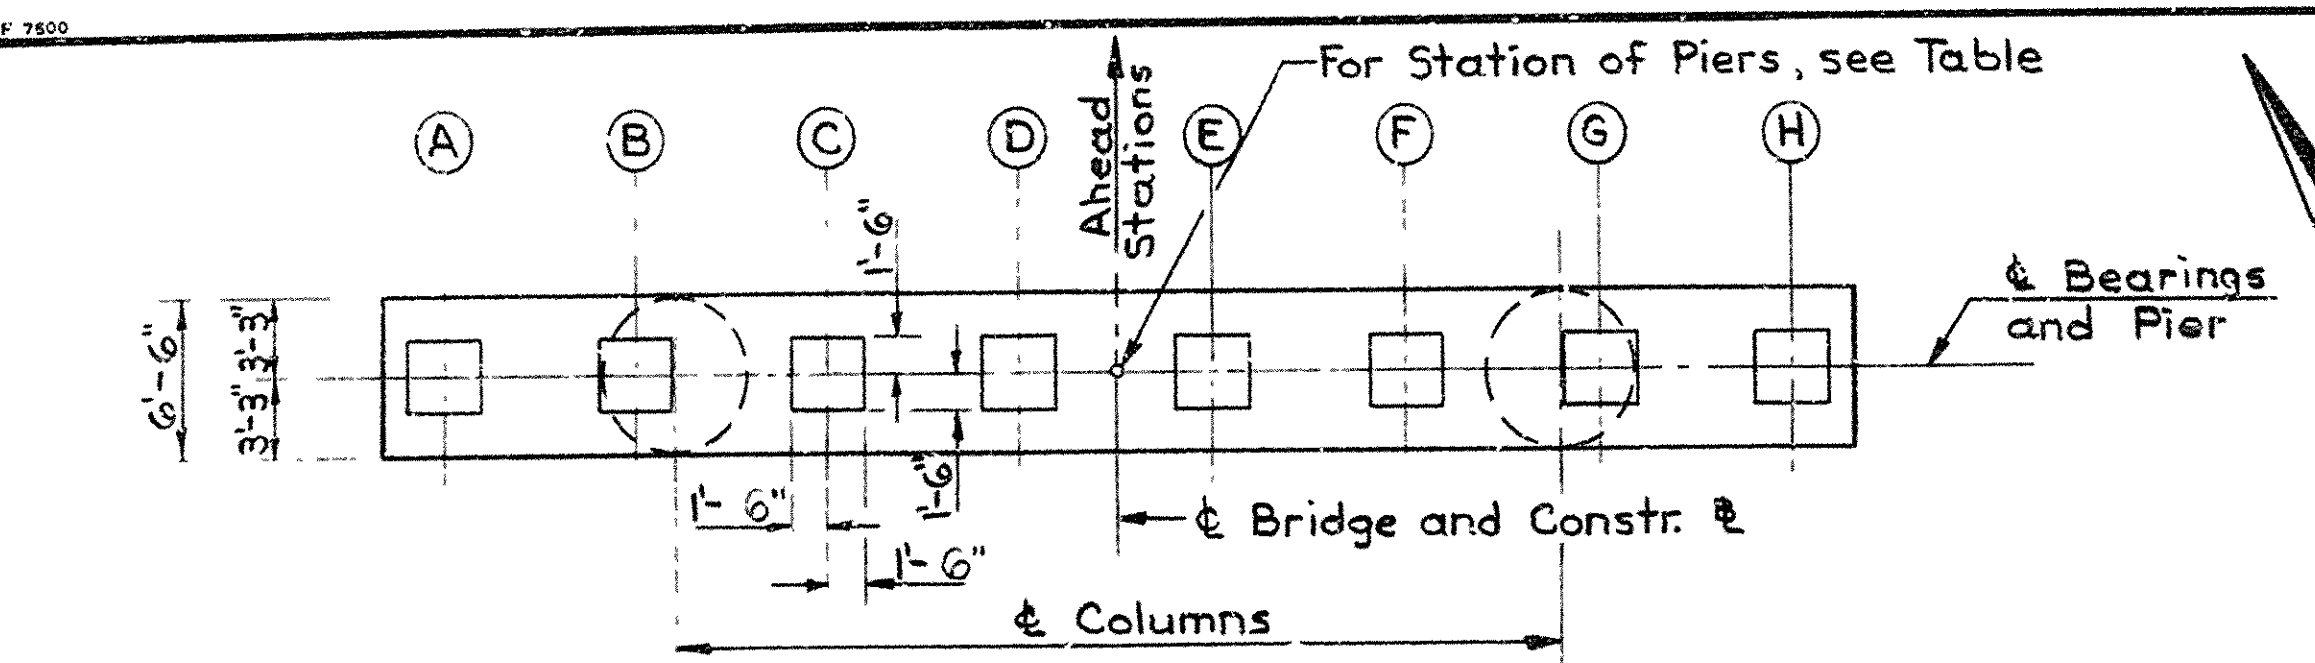 F 7500
For Station of Piers, see Table
A
B
C
D
E
F
G
H
Ahead
Stations
1'-6"
℄ Bearings
and Pier
6'-6"
3'-3"
3'-3"
1'-6"
1'-6"
1'-6"
℄ Bridge and Constr. ℄
℄ Columns